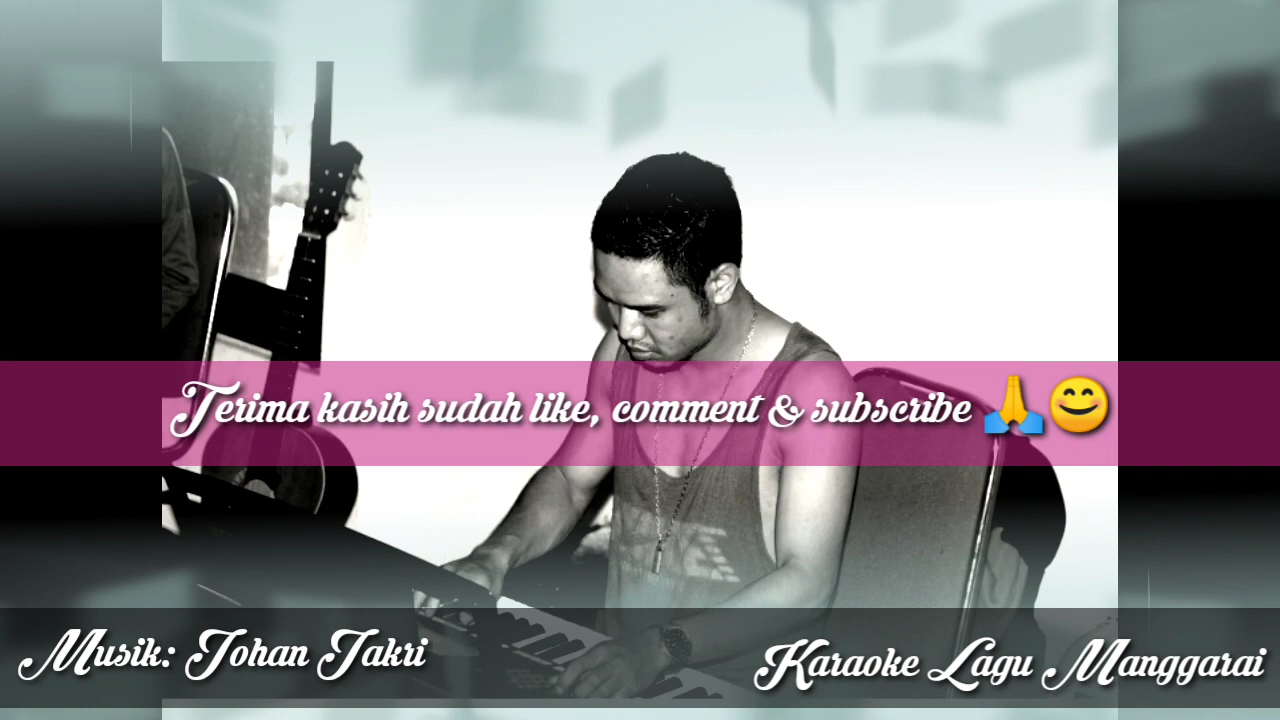 Terima kasih sudah like, comment & subscribe 🙏😊
Musik: Johan Jakri
Karaoke Lagu Manggarai